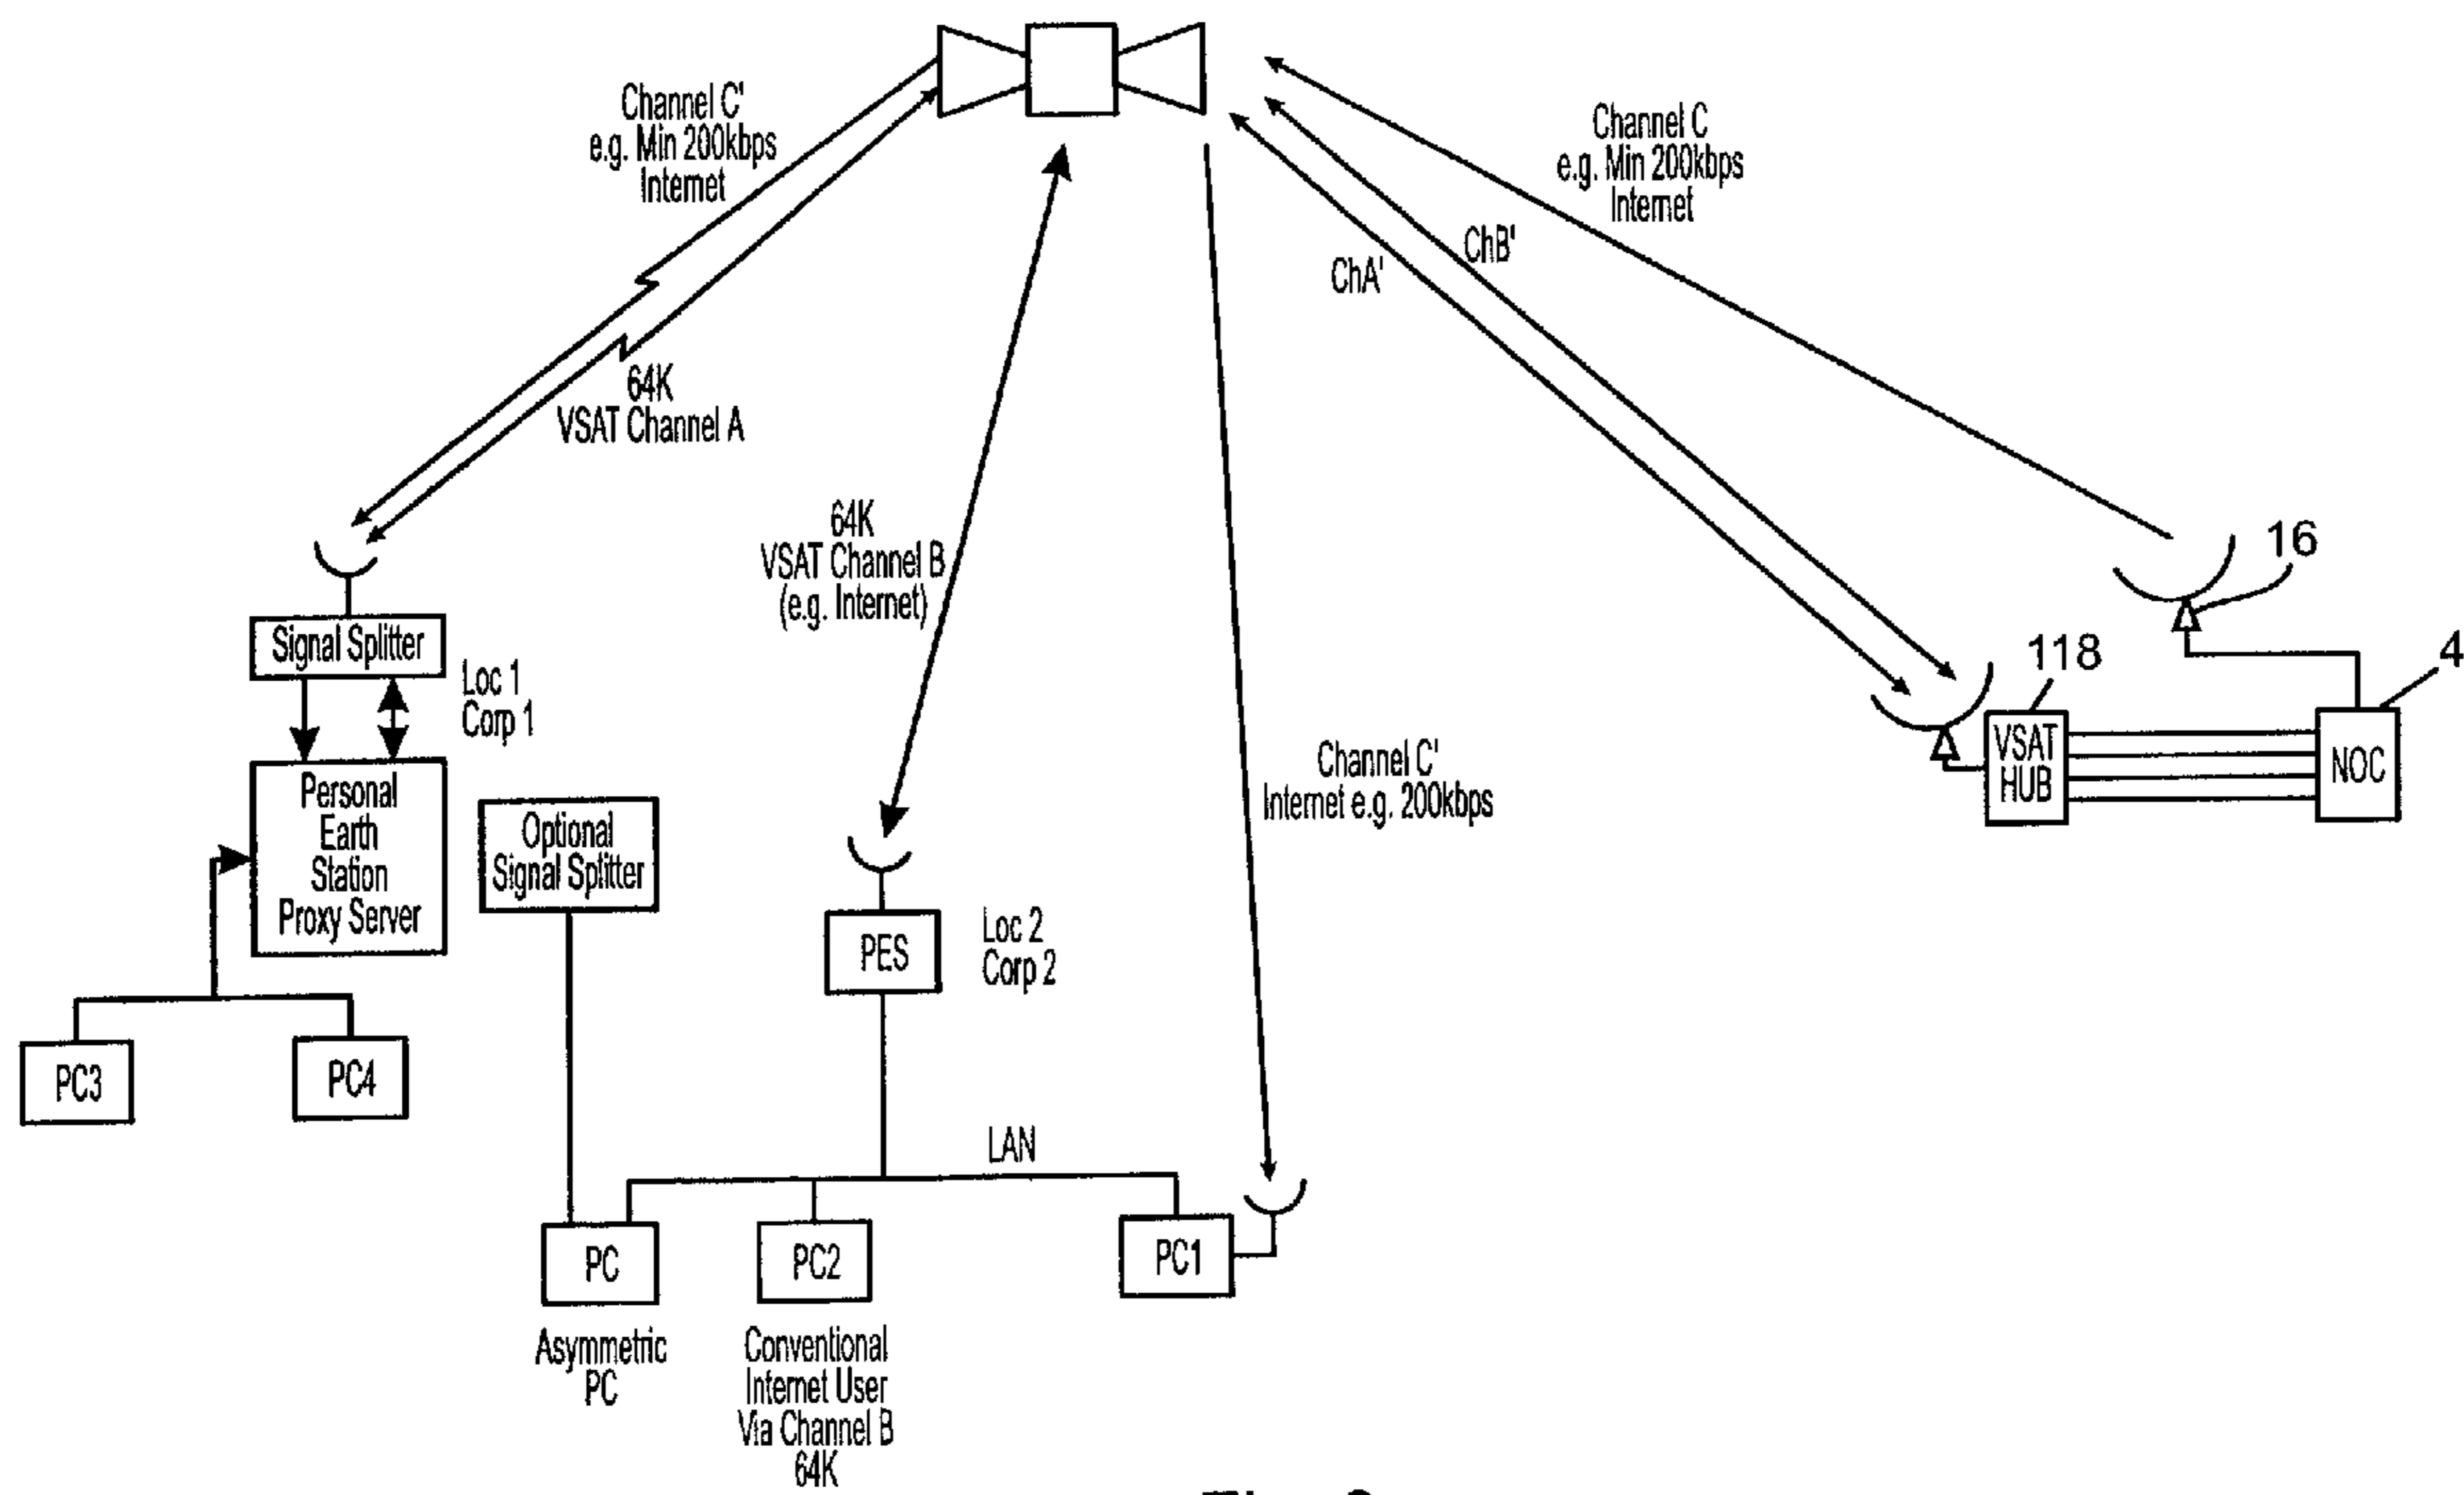 Channel C'
e.g. Min 200kbps
Internet
Channel C
e.g. Min 200kbps
Internet
ChB'
ChA'
64K
VSAT Channel A
64K
VSAT Channel B
(e.g. Internet)
16
118
4
Signal Splitter
Loc 1
Corp 1
VSAT
HUB
NOC
Channel C'
Internet e.g. 200kbps
Personal
Earth
Station
Proxy Server
Optional
Signal Splitter
PES
Loc 2
Corp 2
PC3
PC4
LAN
PC
PC2
PC1
Asymmetric
PC
Conventional
Internet User
Via Channel B
64K